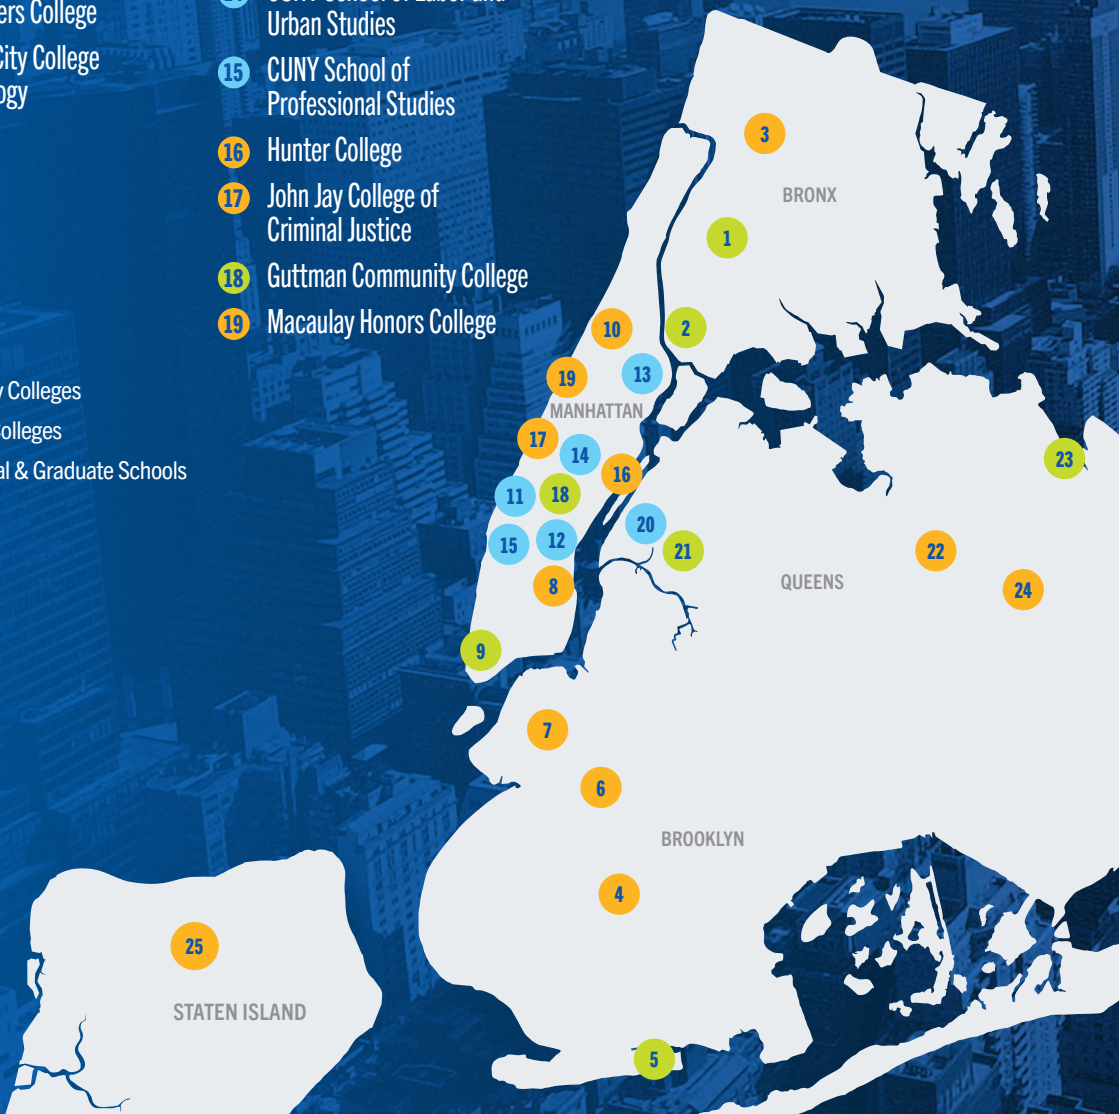 ers College
City College
ogy
Urban Studies
15 CUNY School of
Professional Studies
16 Hunter College
17 John Jay College of
Criminal Justice
18 Guttman Community College
19 Macaulay Honors College
y Colleges
olleges
al & Graduate Schools
3
BRONX
1
10
2
19
13
MANHATTAN
17
14
16
23
11
18
20
15
12
21
22
8
QUEENS
24
9
7
6
BROOKLYN
4
25
STATEN ISLAND
5